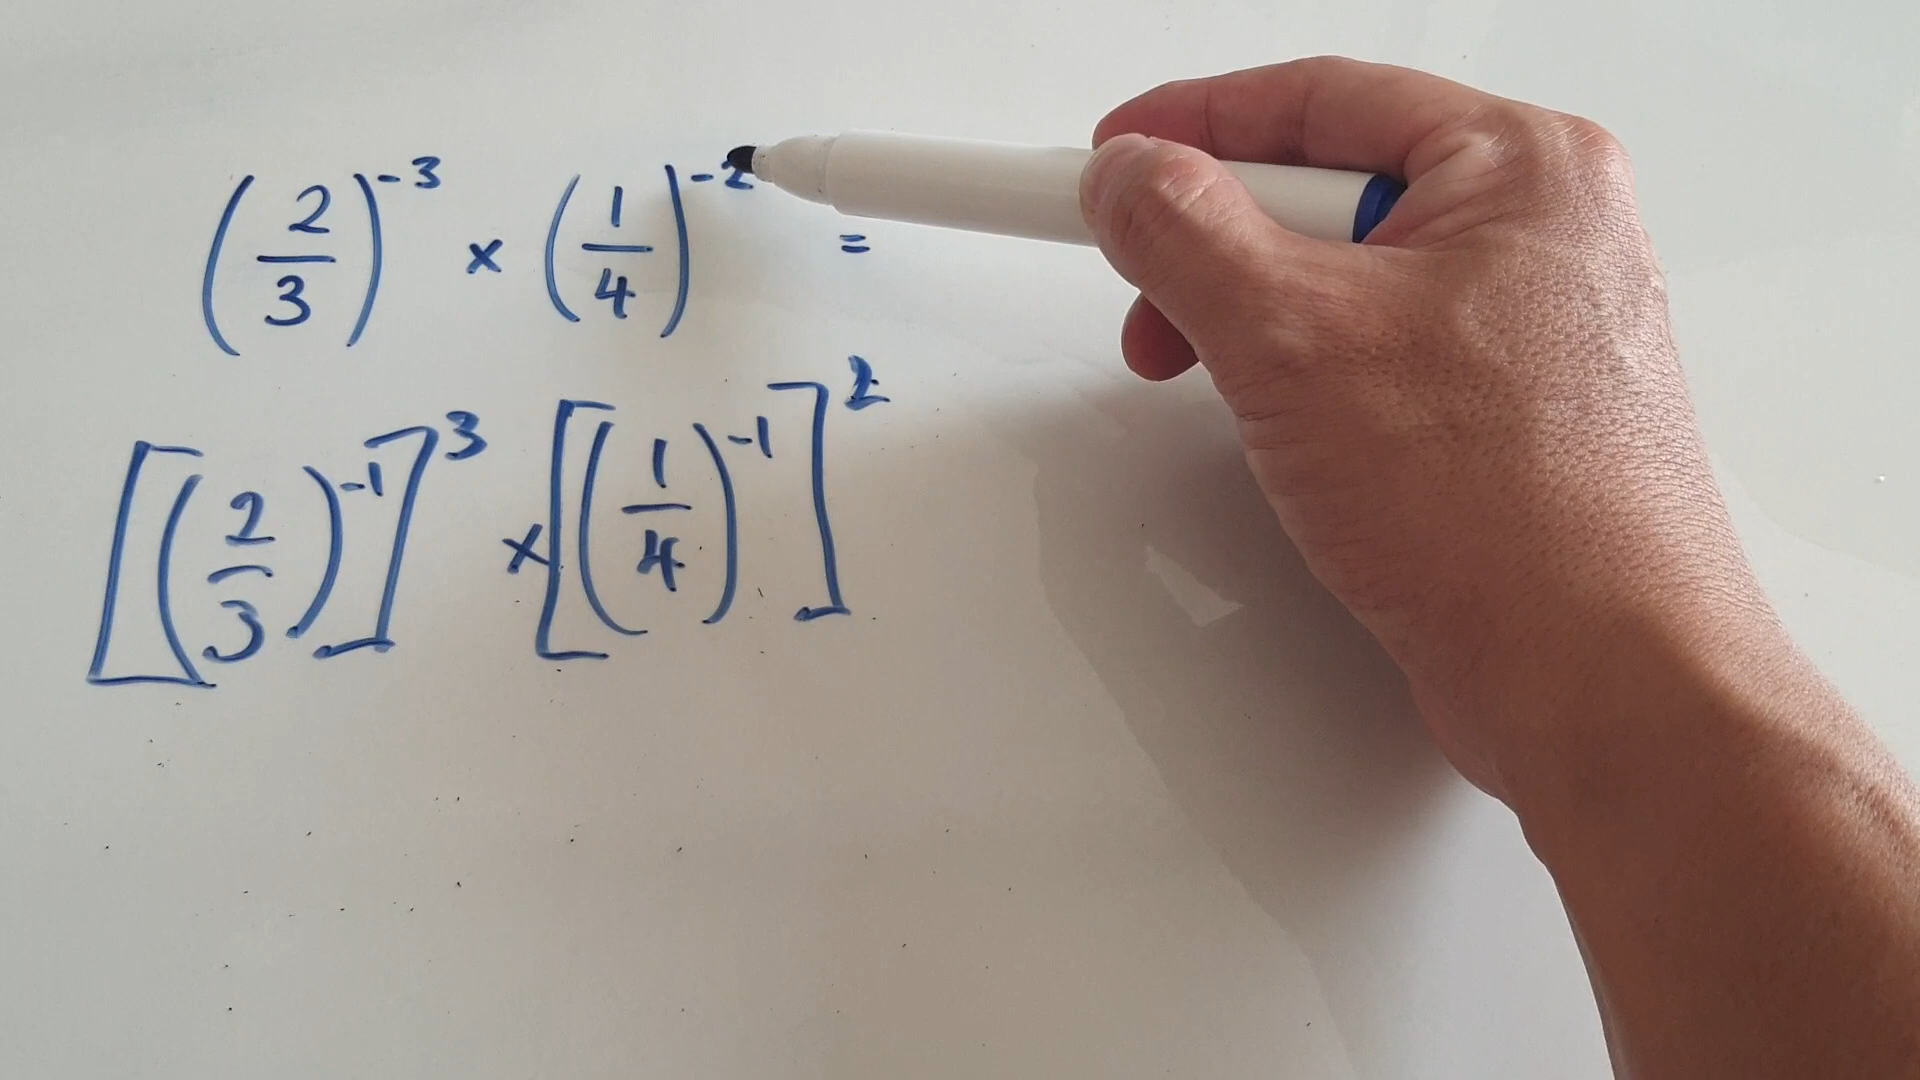 (2/3)^-3 × (1/4)^-2 =
[(2/3)^-1]^3 × [(1/4)^-1]^2